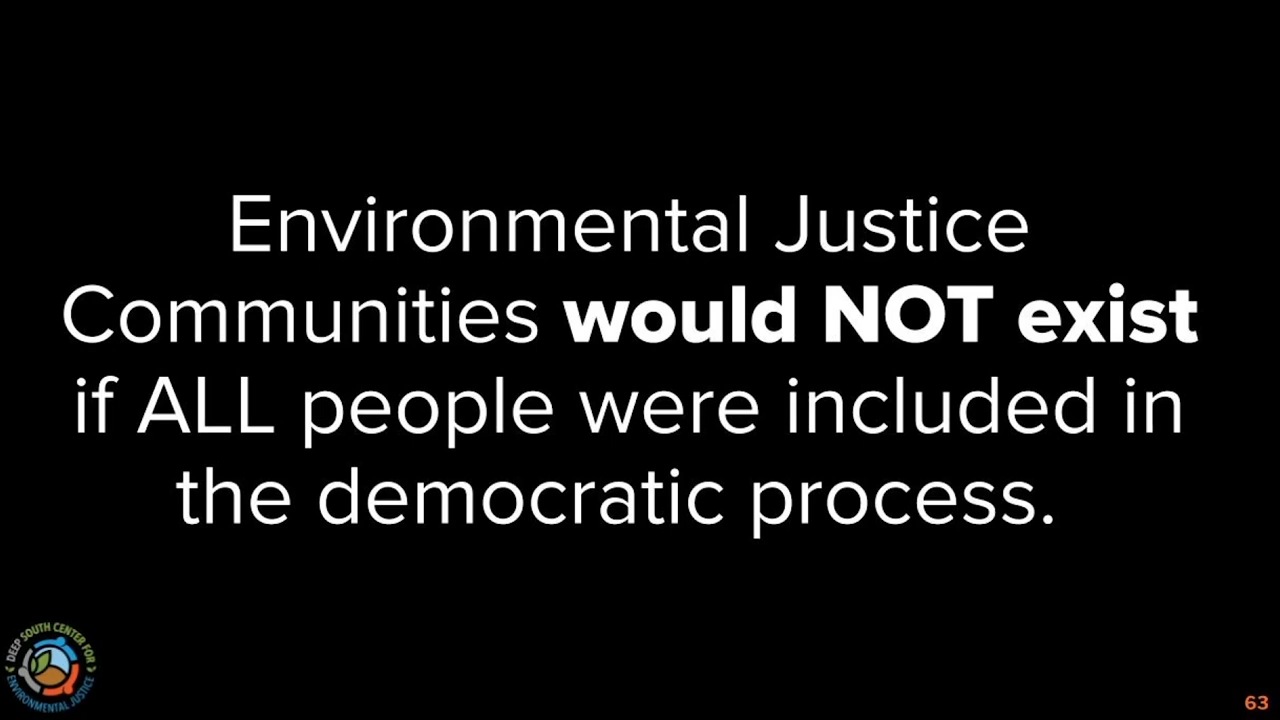 Environmental Justice
Communities would NOT exist
if ALL people were included in
the democratic process.
DEEP SOUTH CENTER FOR
ENVIRONMENTAL JUSTICE
63